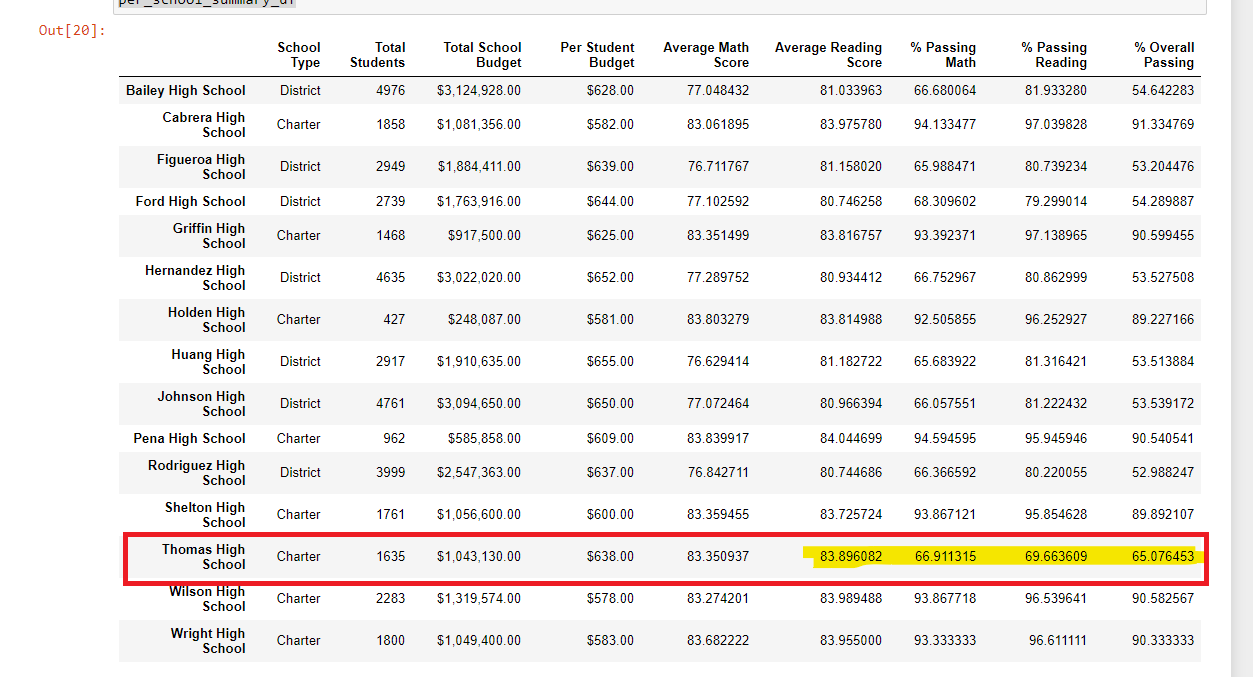 per_school_summary_df
Out[20]:
School Type Total Students Total School Budget Per Student Budget Average Math Score Average Reading Score % Passing Math % Passing Reading % Overall Passing
Bailey High School District 4976 $3,124,928.00 $628.00 77.048432 81.033963 66.680064 81.933280 54.642283
Cabrera High School Charter 1858 $1,081,356.00 $582.00 83.061895 83.975780 94.133477 97.039828 91.334769
Figueroa High School District 2949 $1,884,411.00 $639.00 76.711767 81.158020 65.988471 80.739234 53.204476
Ford High School District 2739 $1,763,916.00 $644.00 77.102592 80.746258 68.309602 79.299014 54.289887
Griffin High School Charter 1468 $917,500.00 $625.00 83.351499 83.816757 93.392371 97.138965 90.599455
Hernandez High School District 4635 $3,022,020.00 $652.00 77.289752 80.934412 66.752967 80.862999 53.527508
Holden High School Charter 427 $248,087.00 $581.00 83.803279 83.814988 92.505855 96.252927 89.227166
Huang High School District 2917 $1,910,635.00 $655.00 76.629414 81.182722 65.683922 81.316421 53.513884
Johnson High School District 4761 $3,094,650.00 $650.00 77.072464 80.966394 66.057551 81.222432 53.539172
Pena High School Charter 962 $585,858.00 $609.00 83.839917 84.044699 94.594595 95.945946 90.540541
Rodriguez High School District 3999 $2,547,363.00 $637.00 76.842711 80.744686 66.366592 80.220055 52.988247
Shelton High School Charter 1761 $1,056,600.00 $600.00 83.359455 83.725724 93.867121 95.854628 89.892107
Thomas High School Charter 1635 $1,043,130.00 $638.00 83.350937 83.896082 66.911315 69.663609 65.076453
Wilson High School Charter 2283 $1,319,574.00 $578.00 83.274201 83.989488 93.867718 96.539641 90.582567
Wright High School Charter 1800 $1,049,400.00 $583.00 83.682222 83.955000 93.333333 96.611111 90.333333